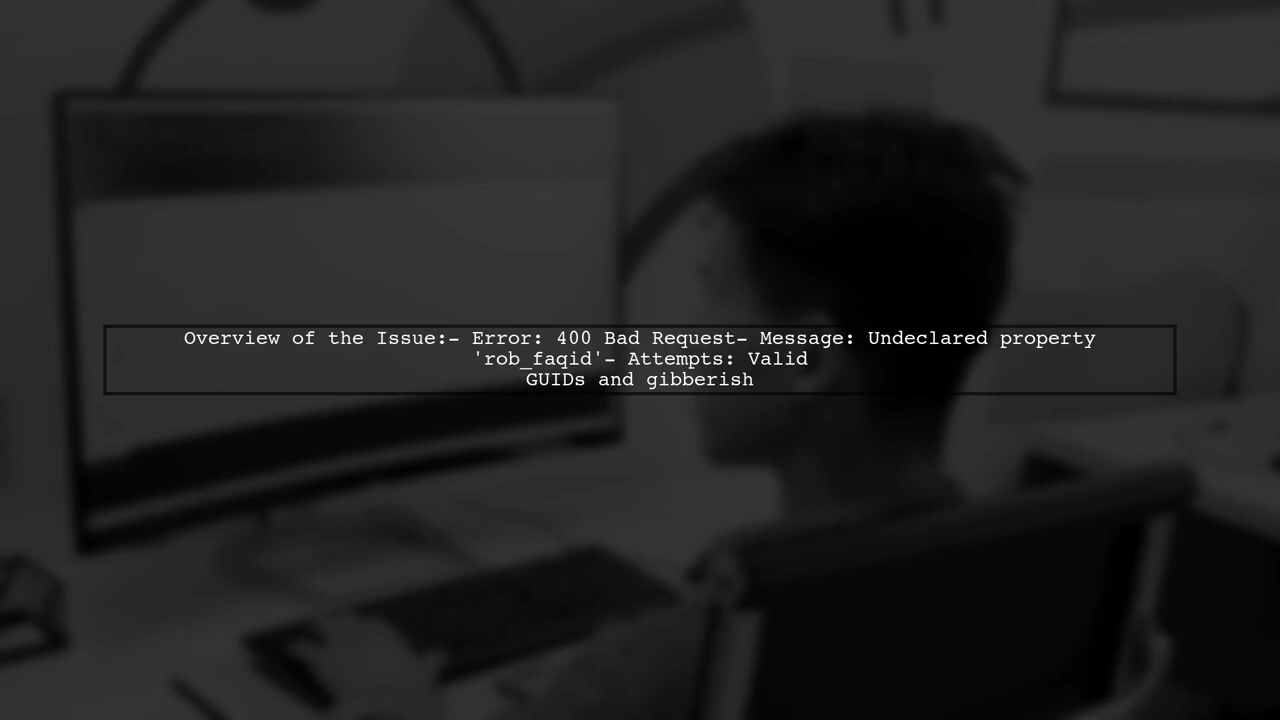 Overview of the Issue:- Error: 400 Bad Request- Message: Undeclared property
'rob_faqid'- Attempts: Valid
GUIDs and gibberish